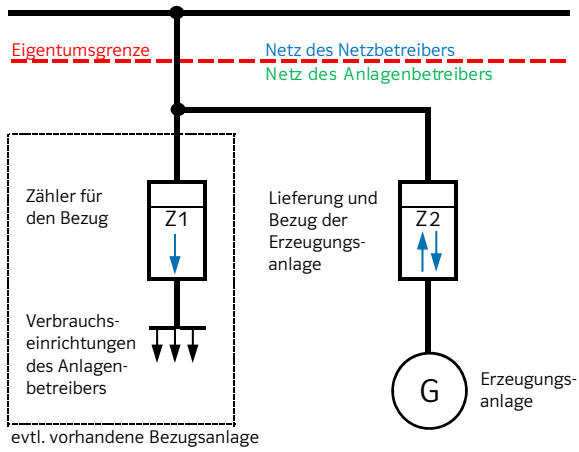 Eigentumsgrenze
Netz des Netzbetreibers
Netz des Anlagenbetreibers
Zähler für
den Bezug
Z1
Lieferung und
Bezug der
Erzeugungs-
anlage
Z2
Verbrauchs-
einrichtungen
des Anlagen-
betreibers
G
Erzeugungs-
anlage
evtl. vorhandene Bezugsanlage